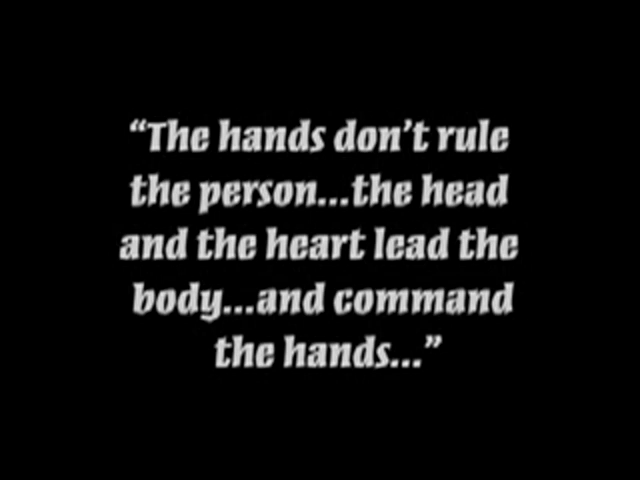 “The hands don’t rule
the person...the head
and the heart lead the
body...and command
the hands...”